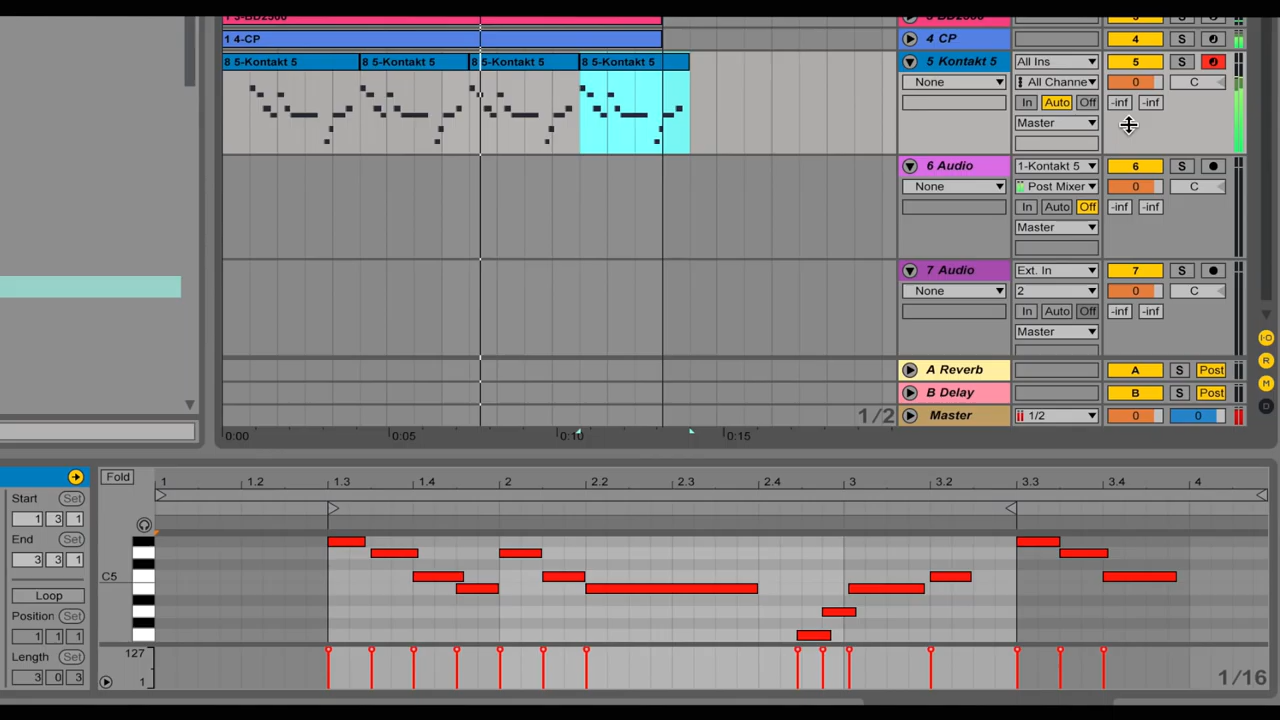 1 3-BD2500 3 BD2500 3
1 4-CP 4 CP 4 S
8 5-Kontakt 5 8 5-Kontakt 5 8 5-Kontakt 5 8 5-Kontakt 5 5 Kontakt 5 All Ins 5 S
None All Channe 0 C
In Auto Off -inf -inf
Master
6 Audio 1-Kontakt 5 6 S
None Post Mixer 0 C
In Auto Off -inf -inf
Master
7 Audio Ext. In 7 S
None 2 0 C
In Auto Off -inf -inf
Master
I-O
R
M
D
A Reverb A S Post
B Delay B S Post
1/2 Master 1/2 0 0
0:00 0:05 0:10 0:15
Fold 1 1.2 1.3 1.4 2 2.2 2.3 2.4 3 3.2 3.3 3.4 4
Start Set
1 3 1
End Set
3 3 1
C5
Loop
Position Set
1 1 1
Length Set
3 0 3
127
1
1/16